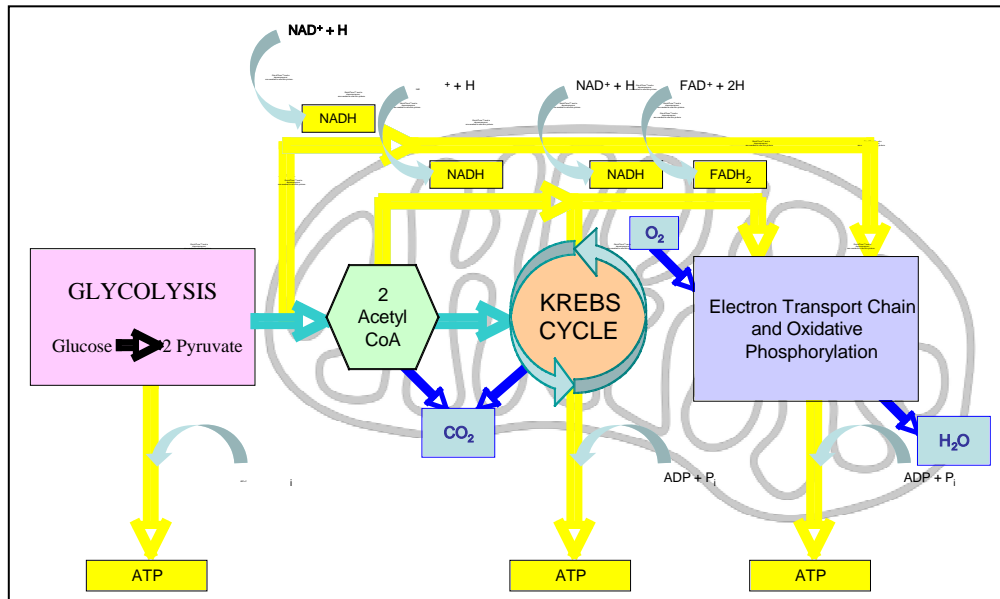 NAD⁺ + H
⁺ + H
NAD⁺ + H
FAD⁺ + 2H
NADH
NADH
NADH
FADH₂
O₂
GLYCOLYSIS
Glucose
2 Pyruvate
2
Acetyl
CoA
KREBS
CYCLE
Electron Transport Chain
and Oxidative
Phosphorylation
CO₂
H₂O
i
ADP + Pᵢ
ADP + Pᵢ
ATP
ATP
ATP